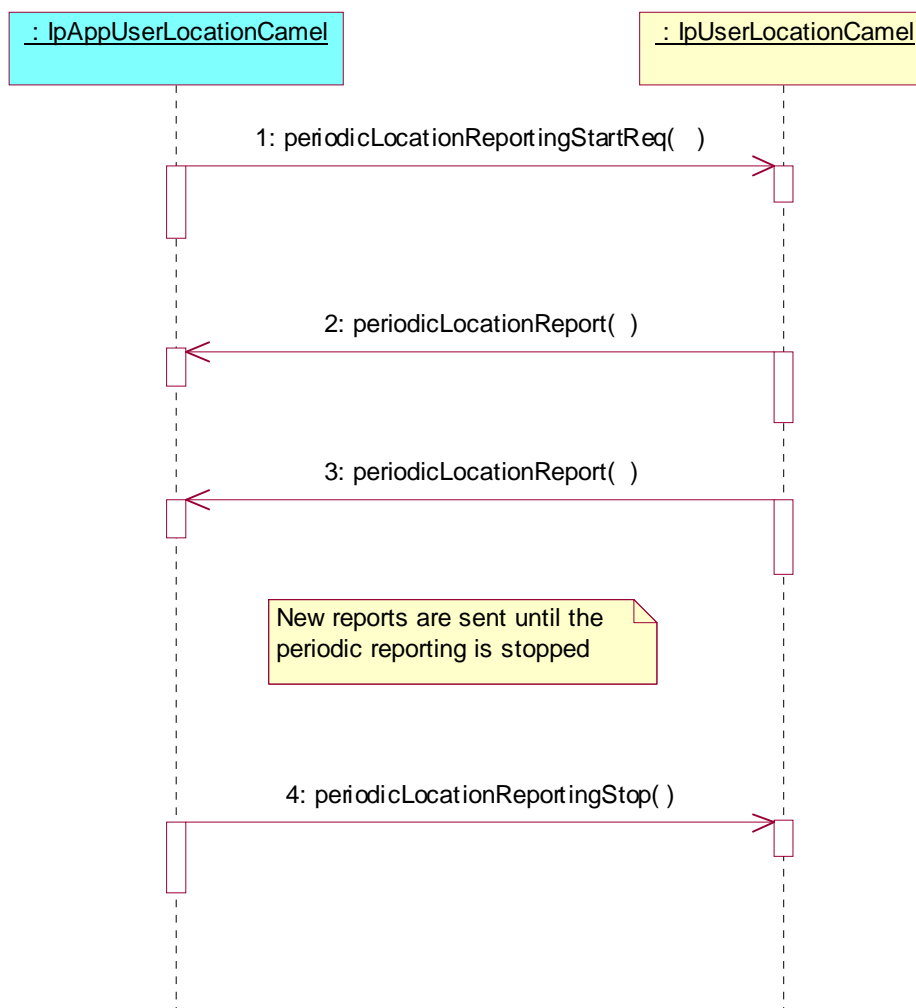 : IpAppUserLocationCamel
: IpUserLocationCamel
1: periodicLocationReportingStartReq( )
2: periodicLocationReport( )
3: periodicLocationReport( )
New reports are sent until the
periodic reporting is stopped
4: periodicLocationReportingStop( )